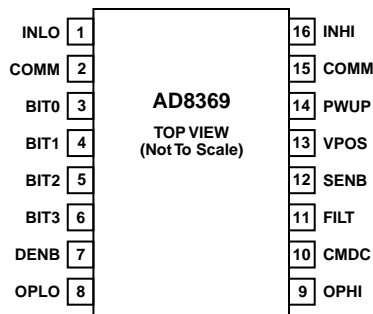 INLO 1 16 INHI
COMM 2 15 COMM
BIT0 3 AD8369 14 PWUP
BIT1 4 TOP VIEW 13 VPOS
(Not To Scale)
BIT2 5 12 SENB
BIT3 6 11 FILT
DENB 7 10 CMDC
OPLO 8 9 OPHI